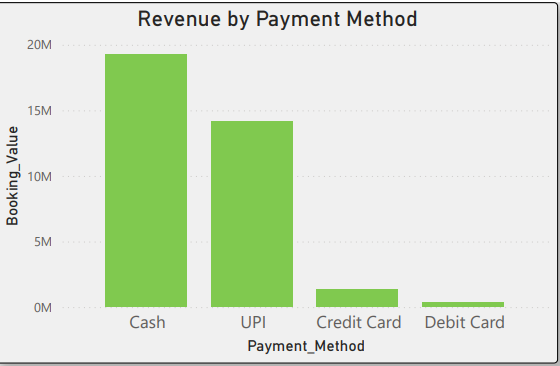 Revenue by Payment Method
20M
15M
10M
5M
0M
Booking_Value
Cash UPI Credit Card Debit Card
Payment_Method